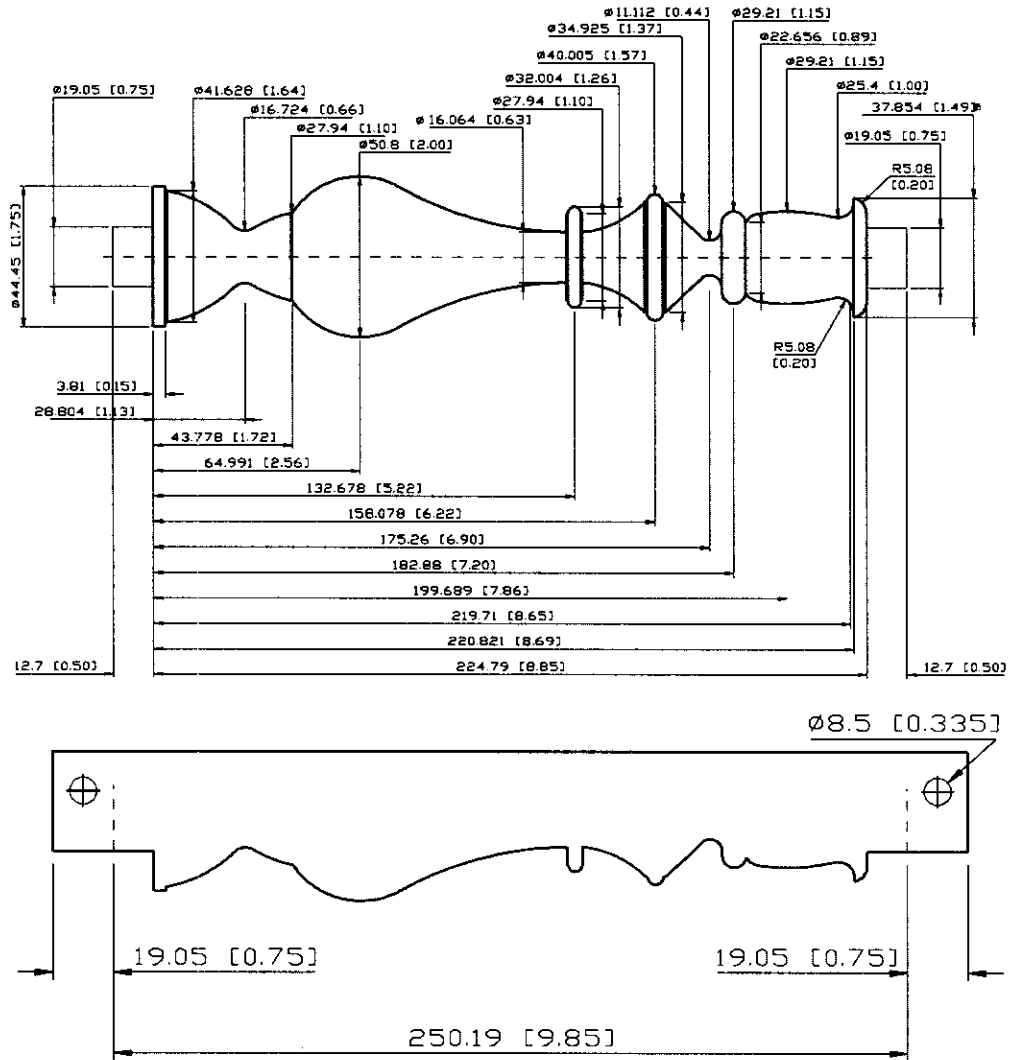 ø11.112 [0.44]
ø29.21 [1.15]
ø34.925 [1.37]
ø22.656 [0.89]
ø40.005 [1.57]
ø29.21 [1.15]
ø32.004 [1.26]
ø19.05 [0.75]
ø41.628 [1.64]
ø27.94 [1.10]
ø25.4 [1.00]
ø16.724 [0.66]
ø16.064 [0.63]
37.854 [1.49]ø
ø27.94 [1.10]
ø19.05 [0.75]
ø50.8 [2.00]
R5.08
[0.20]
ø44.45 [1.75]
R5.08
[0.20]
3.81 [0.15]
28.804 [1.13]
43.778 [1.72]
64.991 [2.56]
132.678 [5.22]
158.078 [6.22]
175.26 [6.90]
182.88 [7.20]
199.689 [7.86]
219.71 [8.65]
220.821 [8.69]
12.7 [0.50]
224.79 [8.85]
12.7 [0.50]
Ø8.5 [0.335]
19.05 [0.75]
19.05 [0.75]
250.19 [9.85]